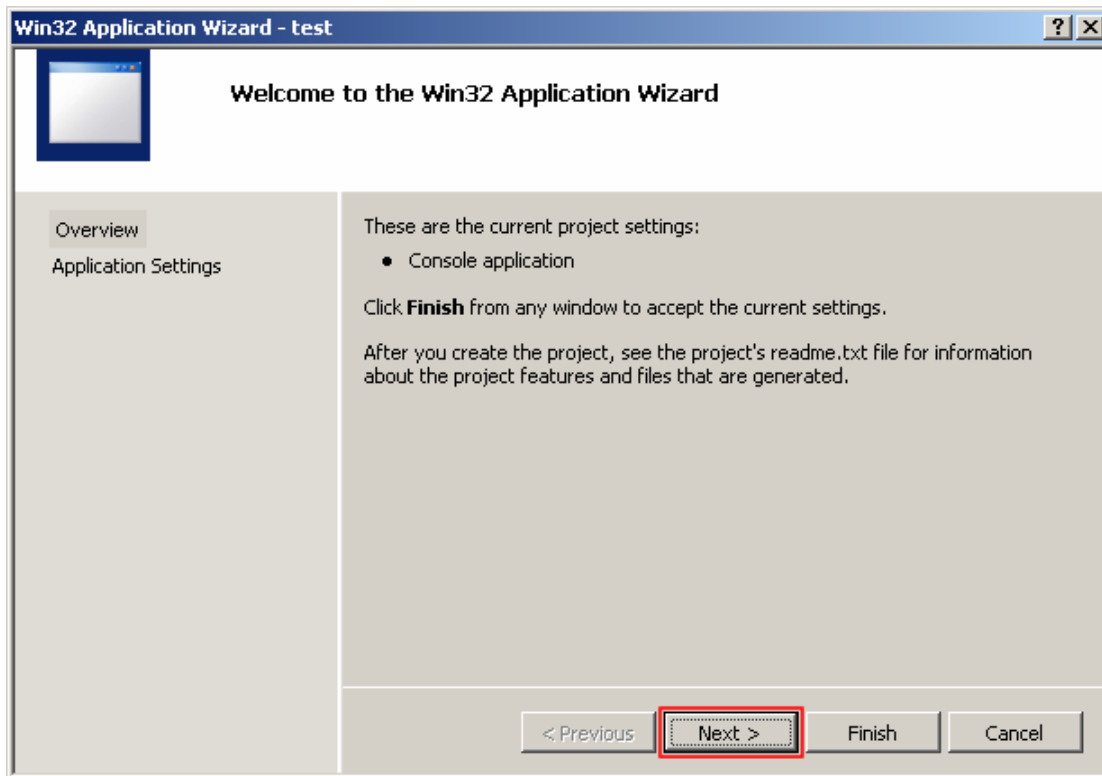 Win32 Application Wizard - test
Welcome to the Win32 Application Wizard
Overview
Application Settings
These are the current project settings:
● Console application
Click Finish from any window to accept the current settings.
After you create the project, see the project's readme.txt file for information
about the project features and files that are generated.
< Previous
Next >
Finish
Cancel